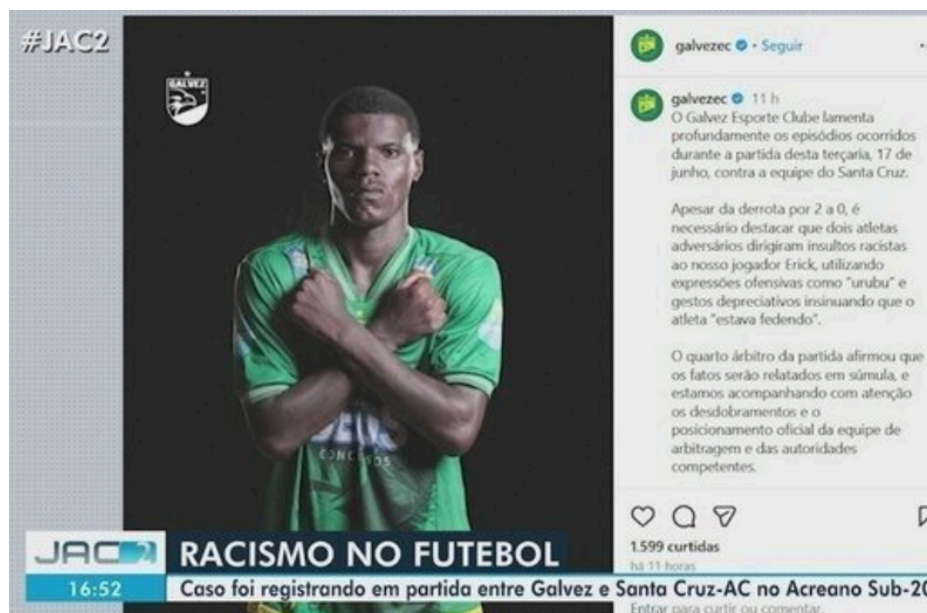 #JAC2
GALVEZ
CONCURSOS
galvezec • Seguir
galvezec 11 h
O Galvez Esporte Clube lamenta
profundamente os episódios ocorridos
durante a partida desta terçaria, 17 de
junho, contra a equipe do Santa Cruz.
Apesar da derrota por 2 a 0, é
necessário destacar que dois atletas
adversários dirigiram insultos racistas
ao nosso jogador Erick, utilizando
expressões ofensivas como "urubu" e
gestos depreciativos insinuando que o
atleta "estava fedendo".
O quarto árbitro da partida afirmou que
os fatos serão relatados em súmula, e
estamos acompanhando com atenção
os desdobramentos e o
posicionamento oficial da equipe de
arbitragem e das autoridades
competentes.
1.599 curtidas
há 11 horas
Entrar para curtir ou comentar.
JAC2
RACISMO NO FUTEBOL
16:52
Caso foi registrando em partida entre Galvez e Santa Cruz-AC no Acreano Sub-20